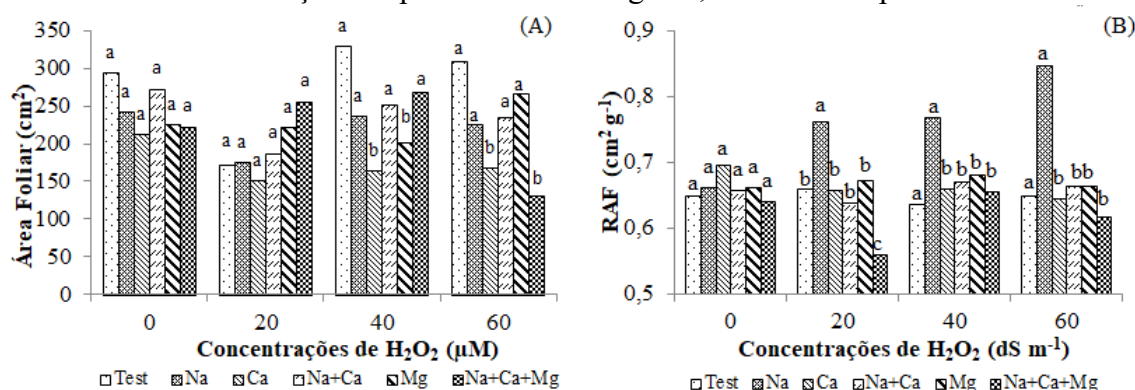 (A)
350
300
250
200
150
100
50
0
Área Foliar (cm²)
a a a a a a
a a a a a a
a a b a b a
a a b a a b
0 20 40 60
Concentrações de H₂O₂ (µM)
Test Na Ca Na+Ca Mg Na+Ca+Mg
(B)
0,9
0,8
0,7
0,6
0,5
RAF (cm² g⁻¹)
a a a a a a
b a b b b c
a a b b b b
b a b b b b
0 20 40 60
Concentrações de H₂O₂ (dS m⁻¹)
Test Na Ca Na+Ca Mg Na+Ca+Mg